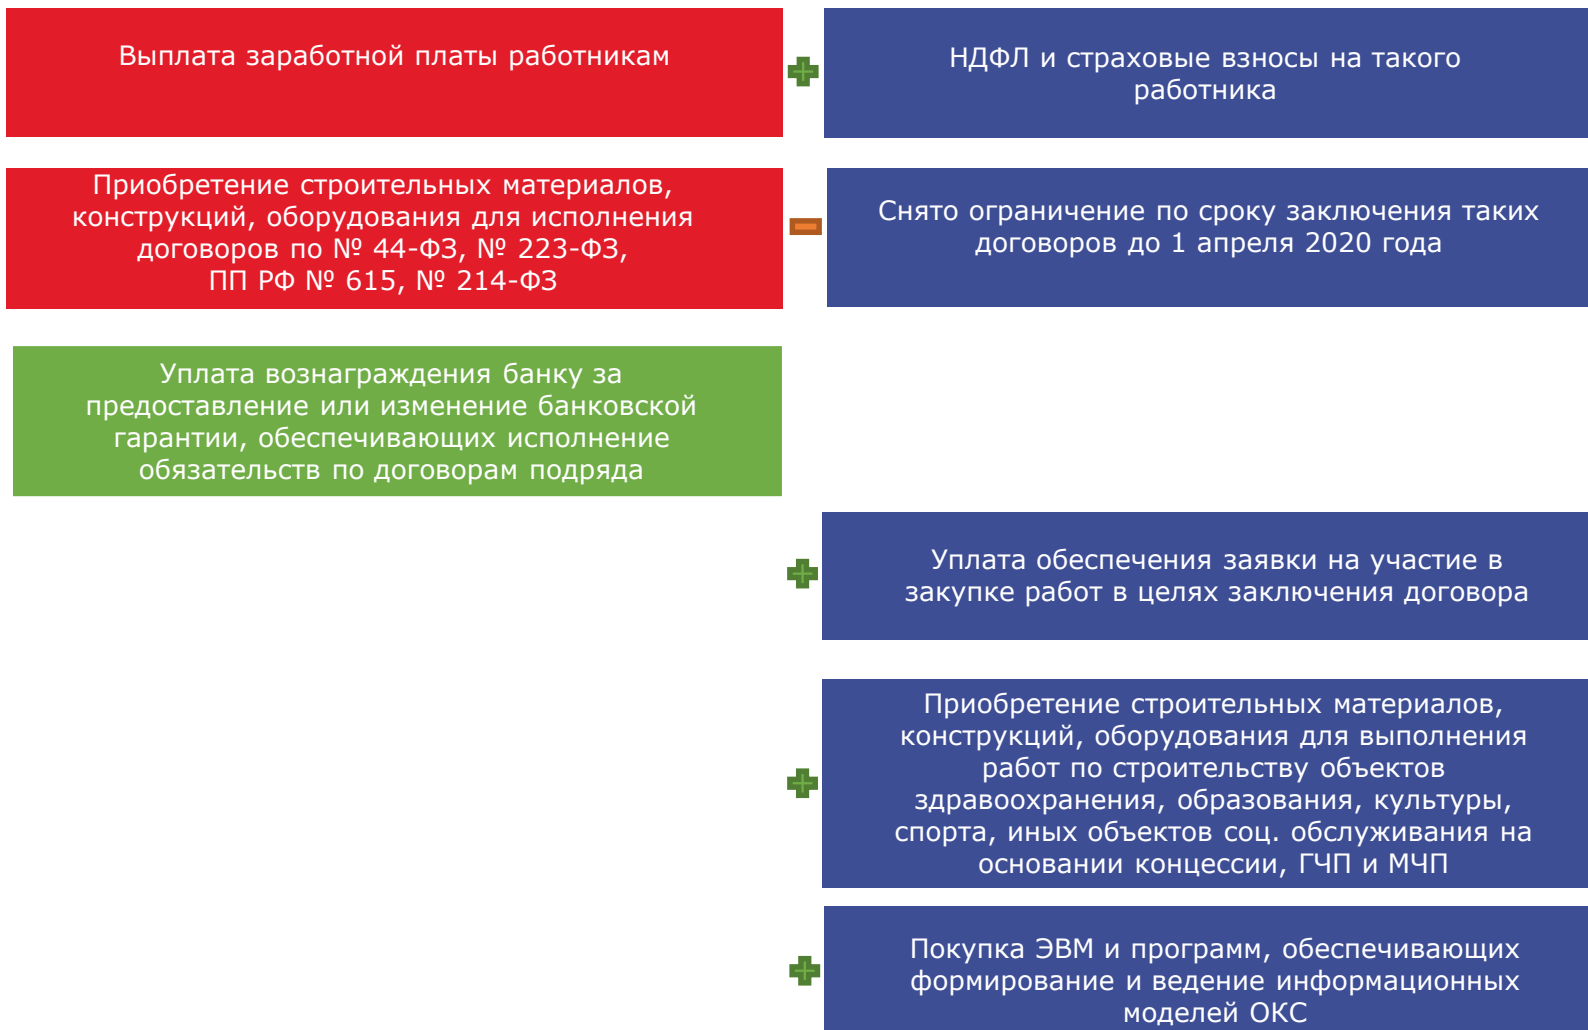 Выплата заработной платы работникам
НДФЛ и страховые взносы на такого
работника
Приобретение строительных материалов,
конструкций, оборудования для исполнения
договоров по № 44-ФЗ, № 223-ФЗ,
ПП РФ № 615, № 214-ФЗ
Снято ограничение по сроку заключения таких
договоров до 1 апреля 2020 года
Уплата вознаграждения банку за
предоставление или изменение банковской
гарантии, обеспечивающих исполнение
обязательств по договорам подряда
Уплата обеспечения заявки на участие в
закупке работ в целях заключения договора
Приобретение строительных материалов,
конструкций, оборудования для выполнения
работ по строительству объектов
здравоохранения, образования, культуры,
спорта, иных объектов соц. обслуживания на
основании концессии, ГЧП и МЧП
Покупка ЭВМ и программ, обеспечивающих
формирование и ведение информационных
моделей ОКС